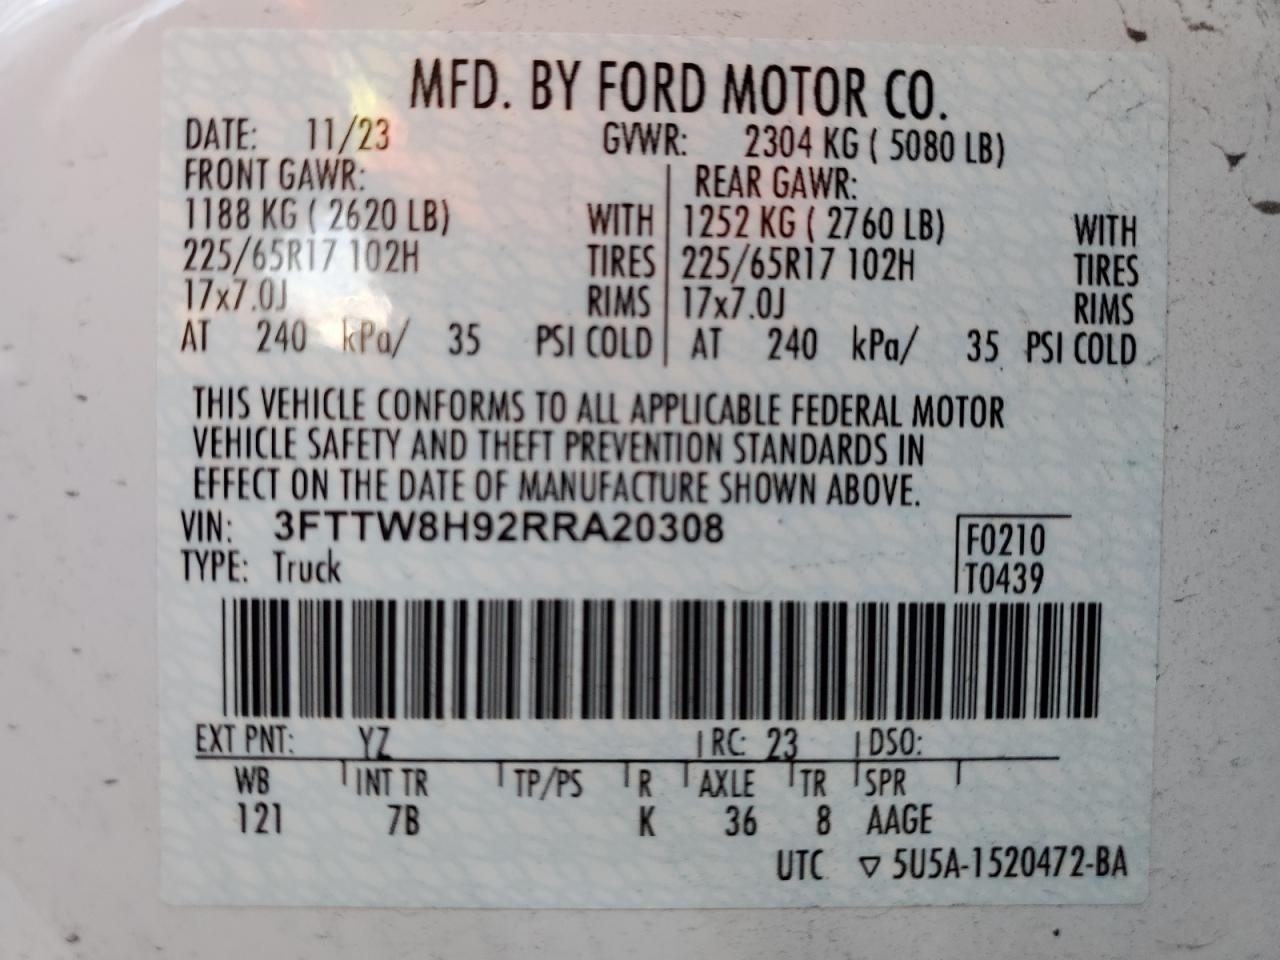 MFD. BY FORD MOTOR CO.
DATE: 11/23 GVWR: 2304 KG ( 5080 LB)
FRONT GAWR: REAR GAWR:
1188 KG ( 2620 LB) WITH 1252 KG ( 2760 LB) WITH
225/65R17 102H TIRES 225/65R17 102H TIRES
17x7.0J RIMS 17x7.0J RIMS
AT 240 kPa/ 35 PSI COLD AT 240 kPa/ 35 PSI COLD
THIS VEHICLE CONFORMS TO ALL APPLICABLE FEDERAL MOTOR
VEHICLE SAFETY AND THEFT PREVENTION STANDARDS IN
EFFECT ON THE DATE OF MANUFACTURE SHOWN ABOVE.
VIN: 3FTTW8H92RRA20308
F0210
TYPE: Truck
T0439
EXT PNT: YZ RC: 23 DSO:
WB INT TR TP/PS R AXLE TR SPR
121 7B K 36 8 AAGE
UTC ▽ 5U5A-1520472-BA